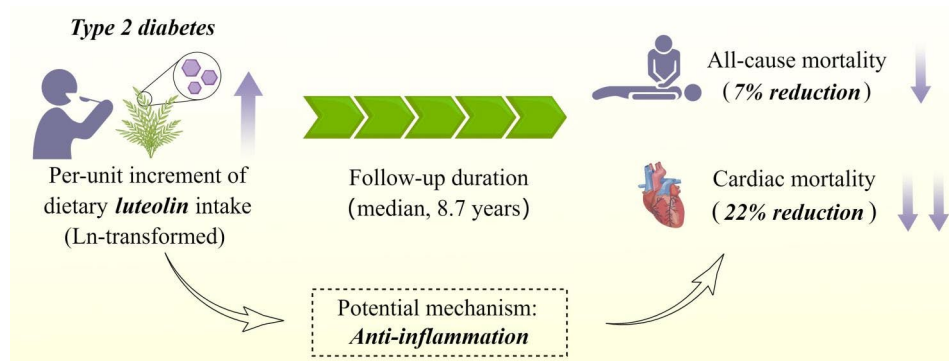 Type 2 diabetes
Per-unit increment of
dietary luteolin intake
(Ln-transformed)
Follow-up duration
(median, 8.7 years)
All-cause mortality
(7% reduction)
Cardiac mortality
(22% reduction)
Potential mechanism:
Anti-inflammation